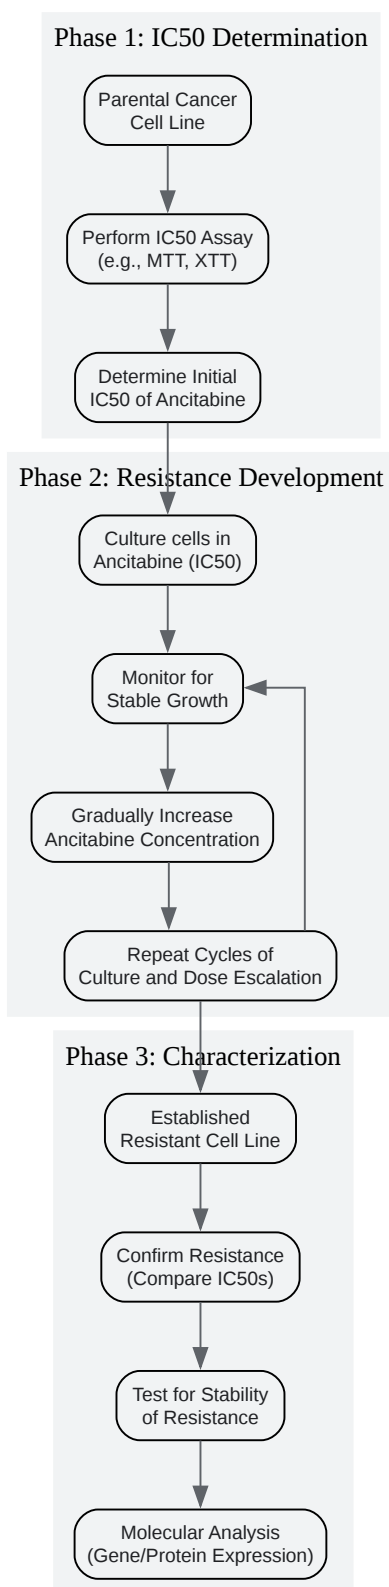 Phase 1: IC50 Determination
Parental Cancer
Cell Line
Perform IC50 Assay
(e.g., MTT, XTT)
Determine Initial
IC50 of Ancitabine
Phase 2: Resistance Development
Culture cells in
Ancitabine (IC50)
Monitor for
Stable Growth
Gradually Increase
Ancitabine Concentration
Repeat Cycles of
Culture and Dose Escalation
Phase 3: Characterization
Established
Resistant Cell Line
Confirm Resistance
(Compare IC50s)
Test for Stability
of Resistance
Molecular Analysis
(Gene/Protein Expression)